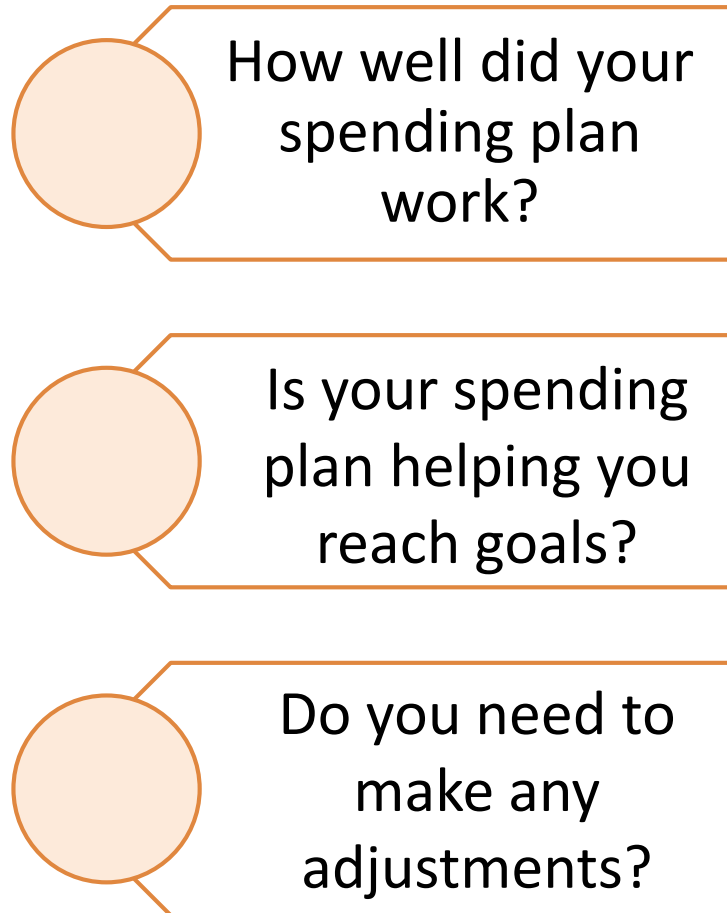 How well did your
spending plan
work?
Is your spending
plan helping you
reach goals?
Do you need to
make any
adjustments?